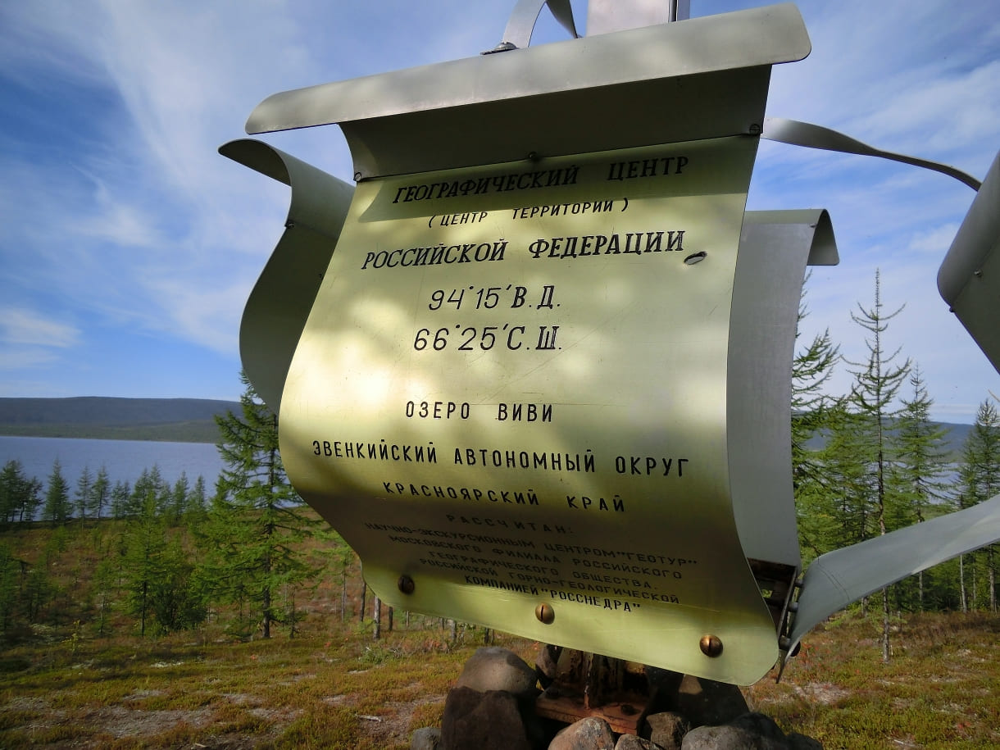 ГЕОГРАФИЧЕСКИЙ ЦЕНТР
(ЦЕНТР ТЕРРИТОРИИ)
РОССИЙСКОЙ ФЕДЕРАЦИИ
94°15′В.Д.
66°25′С.Ш.
ОЗЕРО ВИВИ
ЭВЕНКИЙСКИЙ АВТОНОМНЫЙ ОКРУГ
КРАСНОЯРСКИЙ КРАЙ
РАССЧИТАН:
НАУЧНО-ЭКСКУРСИОННЫМ ЦЕНТРОМ "ГЕОТУР"
МОСКОВСКОГО ФИЛИАЛА РОССИЙСКОГО
ГЕОГРАФИЧЕСКОГО ОБЩЕСТВА.
РОССИЙСКОЙ ГОРНО-ГЕОЛОГИЧЕСКОЙ
КОМПАНИЕЙ "РОСНЕДРА"